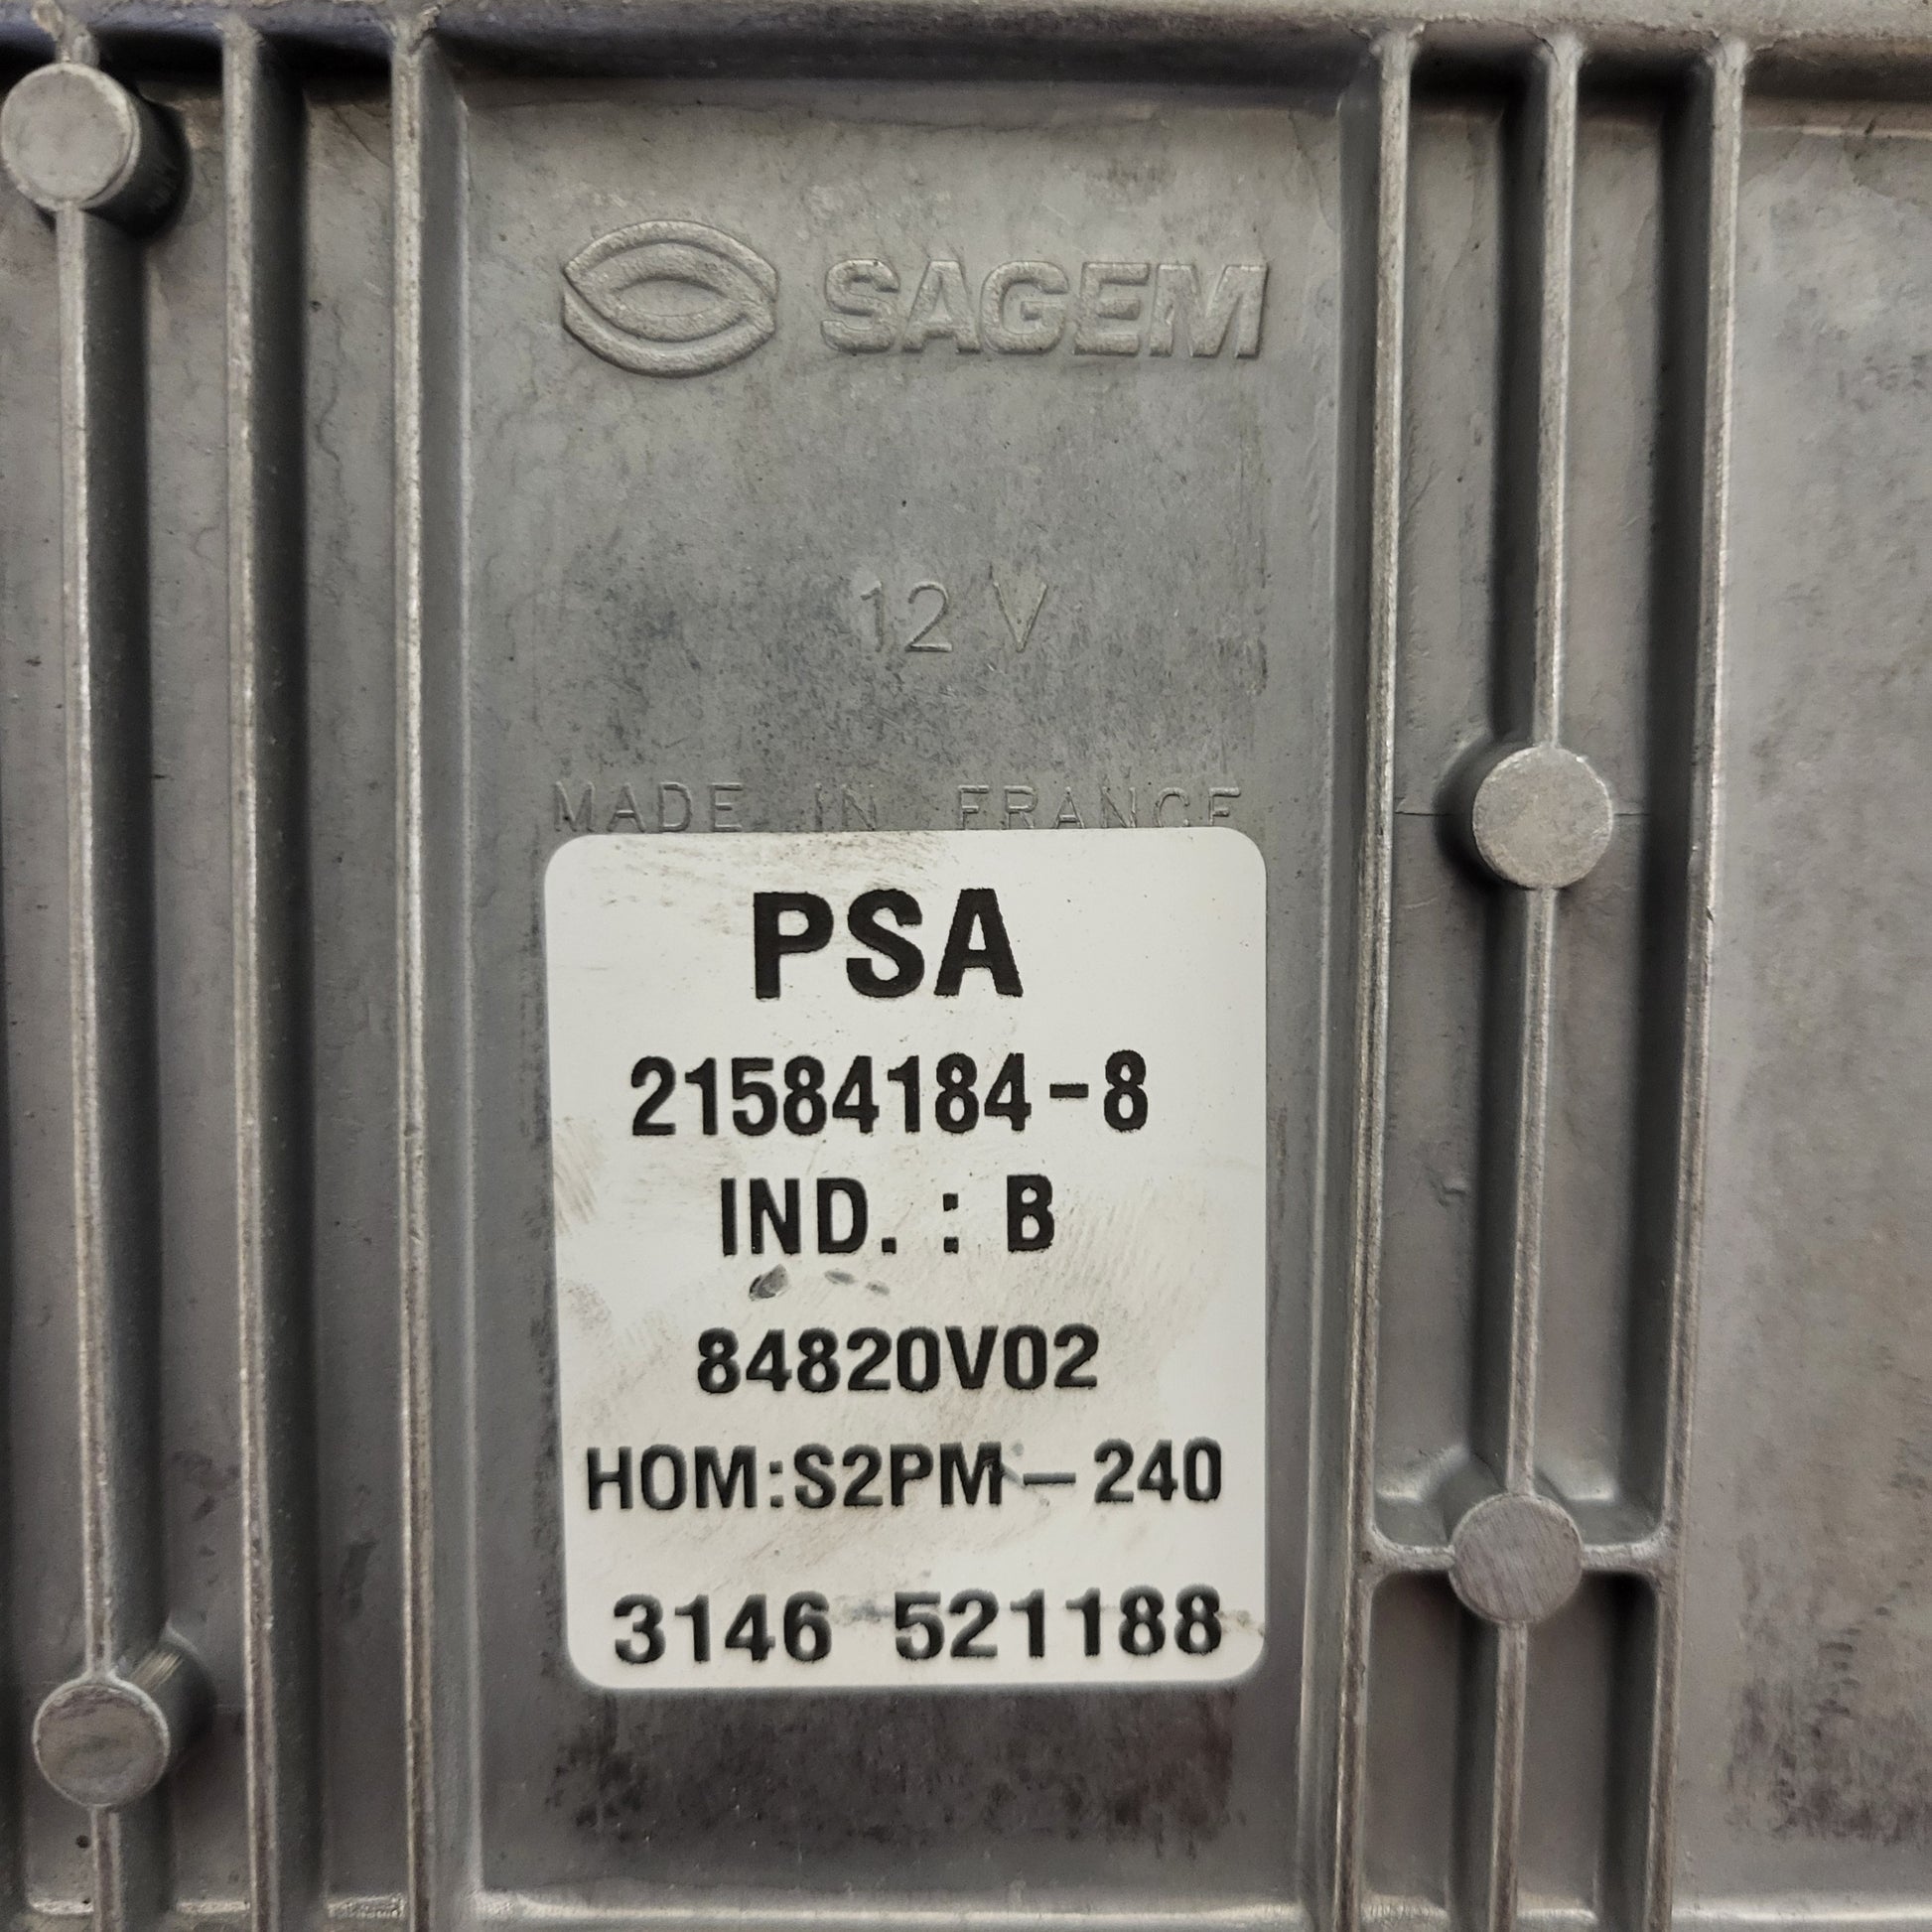 SAGEM
12 V
MADE IN FRANCE
PSA
21584184-8
IND. : B
84820V02
HOM:S2PM-240
3146 521188